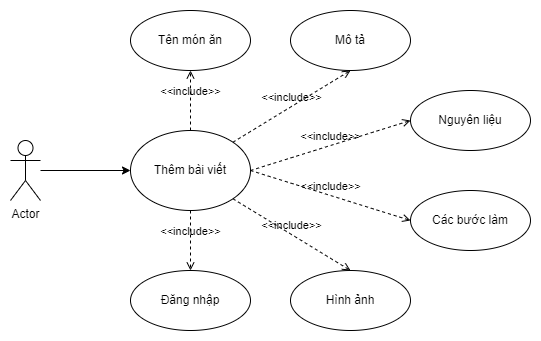 Tên món ăn
Mô tả
<<include>>
<<include>>
Nguyên liệu
<<include>>
Thêm bài viết
Actor
<<include>>
Các bước làm
<<include>>
<<include>>
Đăng nhập
Hình ảnh